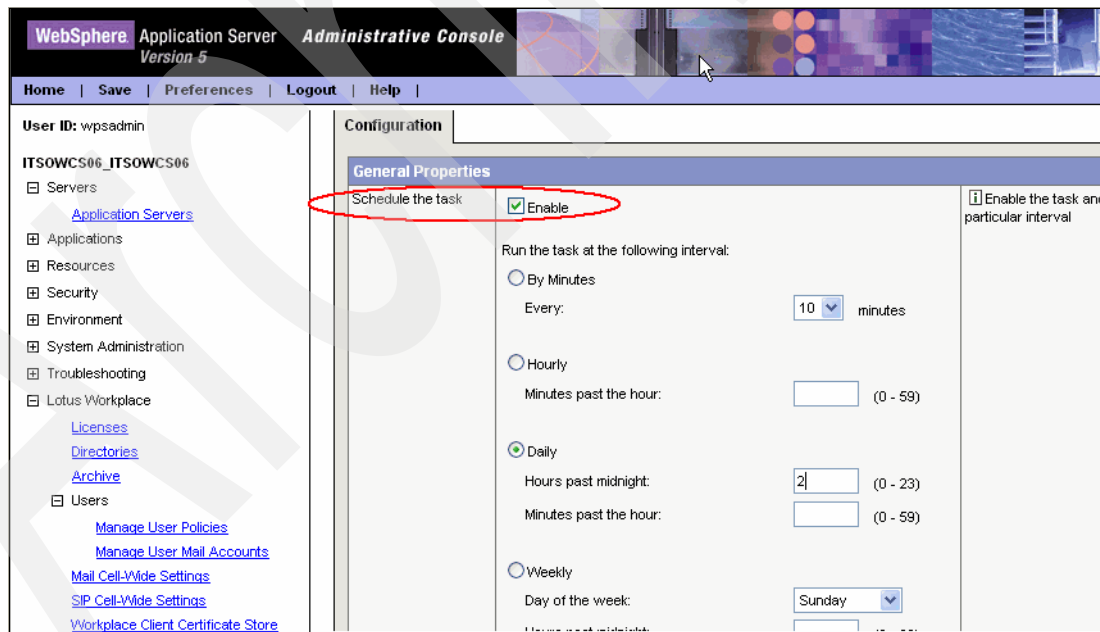 WebSphere. Application Server Administrative Console
Version 5
Home | Save | Preferences | Logout | Help |
User ID: wpsadmin
ITSOWCS06_ITSOWCS06
Servers
Application Servers
Applications
Resources
Security
Environment
System Administration
Troubleshooting
Lotus Workplace
Licenses
Directories
Archive
Users
Manage User Policies
Manage User Mail Accounts
Mail Cell-Wide Settings
SIP Cell-Wide Settings
Workplace Client Certificate Store
Configuration
General Properties
Schedule the task
Enable
Run the task at the following interval:
By Minutes
Every: 10 minutes
Hourly
Minutes past the hour: (0 - 59)
Daily
Hours past midnight: 2 (0 - 23)
Minutes past the hour: (0 - 59)
Weekly
Day of the week: Sunday
i Enable the task and
particular interval